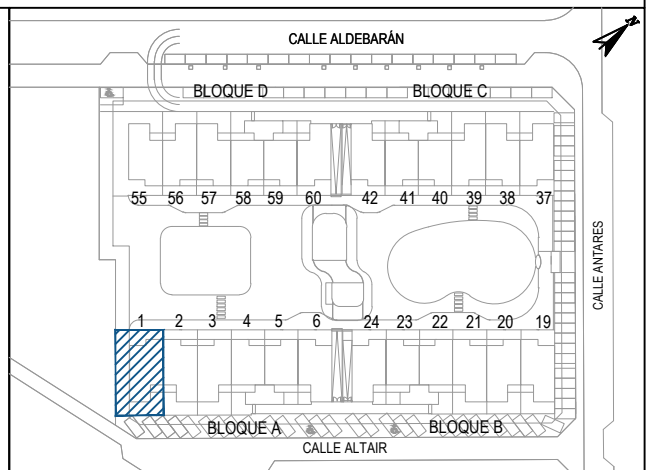 CALLE ALDEBARÁN
N
BLOQUE D BLOQUE C
55 56 57 58 59 60 42 41 40 39 38 37
CALLE ANTARES
1 2 3 4 5 6 24 23 22 21 20 19
BLOQUE A BLOQUE B
CALLE ALTAIR